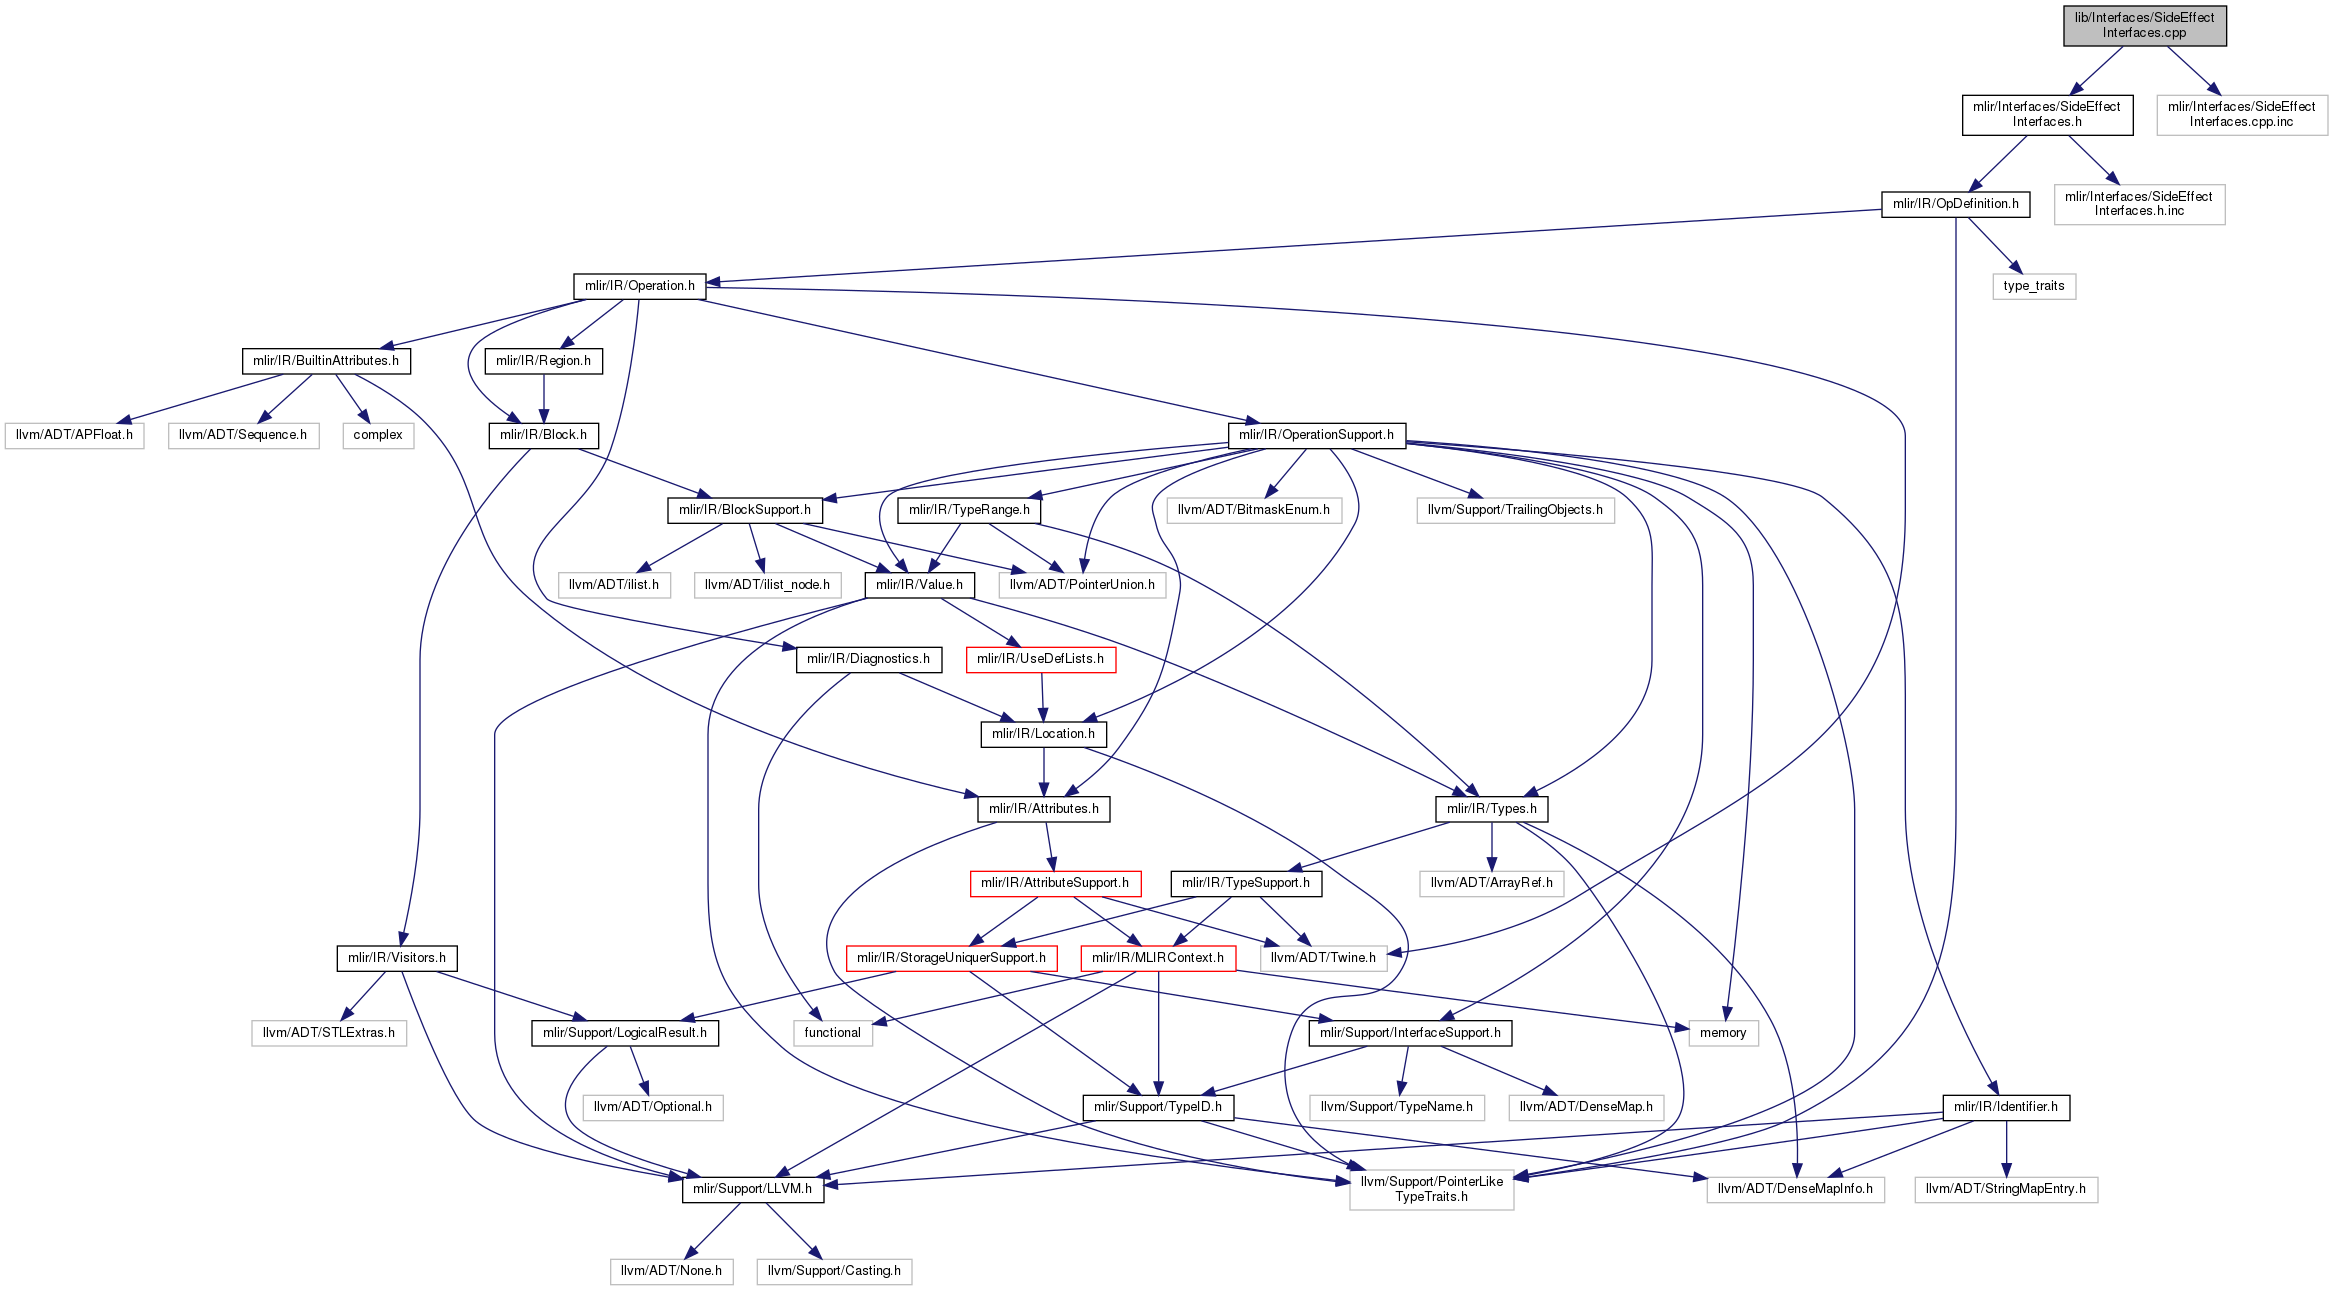 lib/Interfaces/SideEffect
Interfaces.cpp
mlir/Interfaces/SideEffect
Interfaces.h
mlir/Interfaces/SideEffect
Interfaces.cpp.inc
mlir/IR/OpDefinition.h
mlir/Interfaces/SideEffect
Interfaces.h.inc
mlir/IR/Operation.h
type_traits
mlir/IR/BuiltinAttributes.h
mlir/IR/Region.h
llvm/ADT/APFloat.h
llvm/ADT/Sequence.h
complex
mlir/IR/Block.h
mlir/IR/OperationSupport.h
mlir/IR/BlockSupport.h
mlir/IR/TypeRange.h
llvm/ADT/BitmaskEnum.h
llvm/Support/TrailingObjects.h
llvm/ADT/ilist.h
llvm/ADT/ilist_node.h
mlir/IR/Value.h
llvm/ADT/PointerUnion.h
mlir/IR/Diagnostics.h
mlir/IR/UseDefLists.h
mlir/IR/Location.h
mlir/IR/Attributes.h
mlir/IR/Types.h
mlir/IR/AttributeSupport.h
mlir/IR/TypeSupport.h
llvm/ADT/ArrayRef.h
mlir/IR/Visitors.h
mlir/IR/StorageUniquerSupport.h
mlir/IR/MLIRContext.h
llvm/ADT/Twine.h
llvm/ADT/STLExtras.h
mlir/Support/LogicalResult.h
functional
mlir/Support/InterfaceSupport.h
memory
llvm/ADT/Optional.h
mlir/Support/TypeID.h
llvm/Support/TypeName.h
llvm/ADT/DenseMap.h
mlir/IR/Identifier.h
mlir/Support/LLVM.h
llvm/Support/PointerLike
TypeTraits.h
llvm/ADT/DenseMapInfo.h
llvm/ADT/StringMapEntry.h
llvm/ADT/None.h
llvm/Support/Casting.h